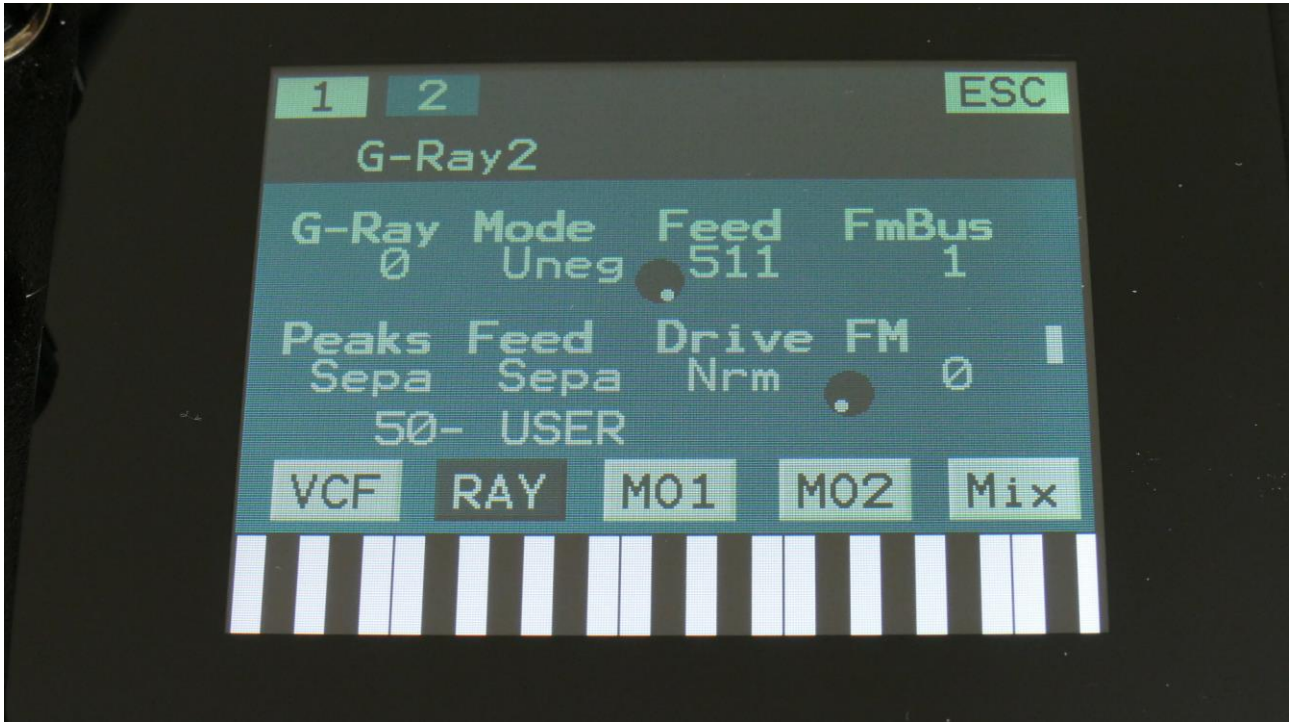 1 2 ESC
G-Ray2
G-Ray Mode Feed FmBus
0 Uneg 511 1
Peaks Feed Drive FM
Sepa Sepa Nrm 0
50- USER
VCF RAY MO1 MO2 Mix